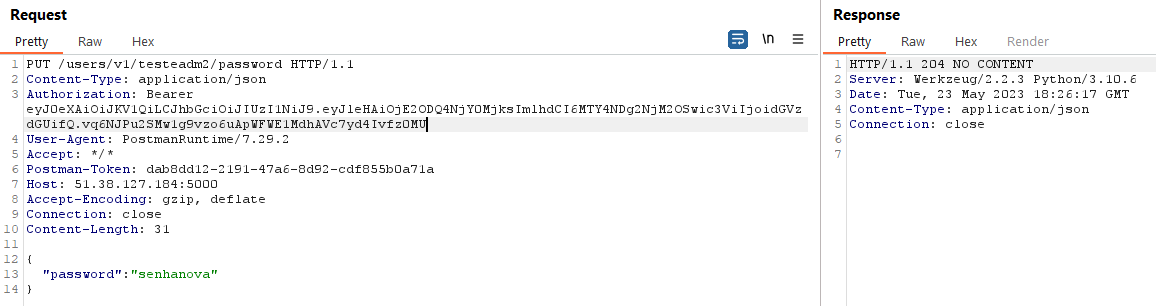 Request
Pretty Raw Hex
\n
1 PUT /users/v1/testeadm2/password HTTP/1.1
2 Content-Type: application/json
3 Authorization: Bearer
eyJ0eXAiOiJKV1QiLCJhbGciOiJIUzI1NiJ9.eyJleHAiOjE2ODQ4NjY0MjksImlhdCI6MTY4NDg2NjM2OSwic3ViIjoidGVz
dGUifQ.vq6NJPu2SMw1g9vzo6uApWFWE1MdhAVc7yd4Ivfz0MU
4 User-Agent: PostmanRuntime/7.29.2
5 Accept: */*
6 Postman-Token: dab8dd12-2191-47a6-8d92-cdf855b0a71a
7 Host: 51.38.127.184:5000
8 Accept-Encoding: gzip, deflate
9 Connection: close
10 Content-Length: 31
11
12 {
13 "password":"senhanova"
14 }
Response
Pretty Raw Hex Render
1 HTTP/1.1 204 NO CONTENT
2 Server: Werkzeug/2.2.3 Python/3.10.6
3 Date: Tue, 23 May 2023 18:26:17 GMT
4 Content-Type: application/json
5 Connection: close
6
7